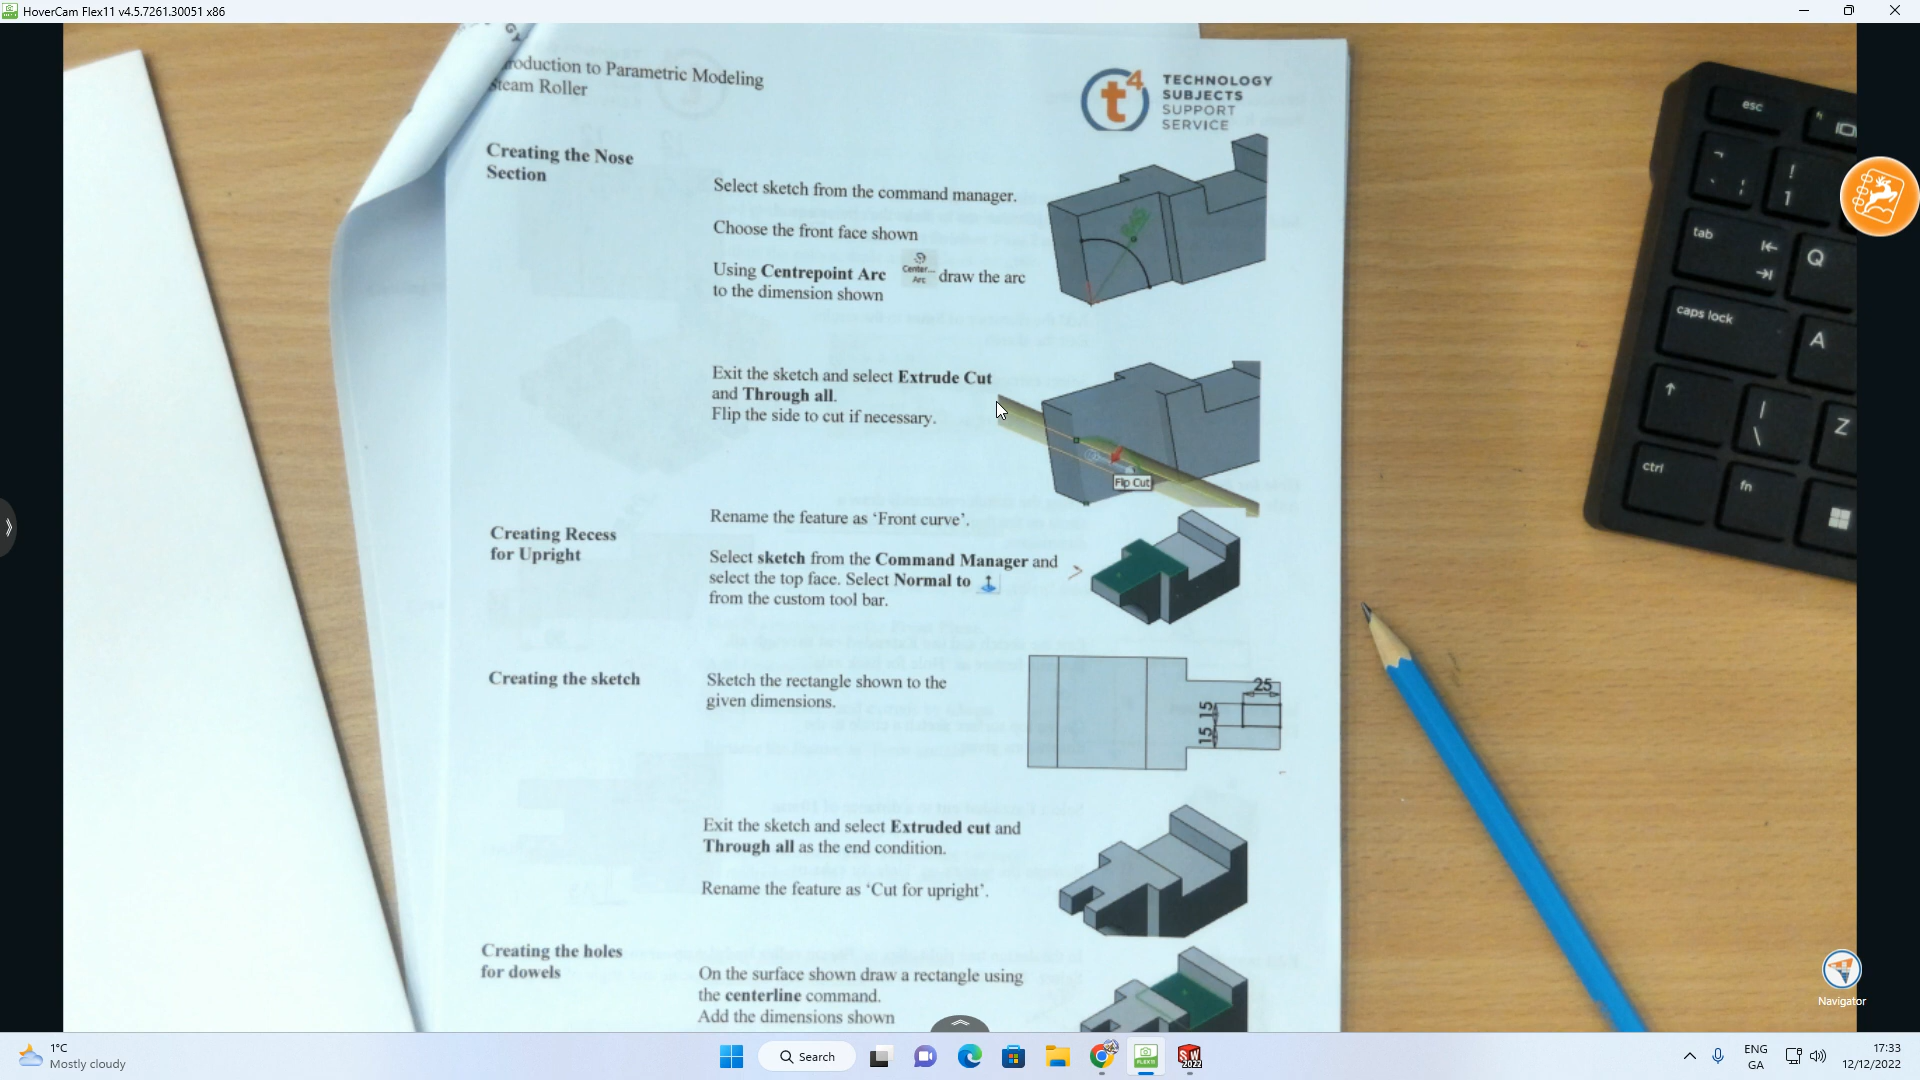 HoverCam Flex11 v4.5.7261.30051 x86
roduction to Parametric Modeling
Steam Roller
t4
TECHNOLOGY
SUBJECTS
SUPPORT
SERVICE
Creating the Nose
Section
Select sketch from the command manager.
Choose the front face shown
Using Centrepoint Arc Center... Arc draw the arc
to the dimension shown
Exit the sketch and select Extrude Cut
and Through all.
Flip the side to cut if necessary.
Flip Cut
Rename the feature as ‘Front curve’.
Creating Recess
for Upright
Select sketch from the Command Manager and
select the top face. Select Normal to
from the custom tool bar.
Creating the sketch
Sketch the rectangle shown to the
given dimensions.
25
15 15
Exit the sketch and select Extruded cut and
Through all as the end condition.
Rename the feature as ‘Cut for upright’.
Creating the holes
for dowels
On the surface shown draw a rectangle using
the centerline command.
Add the dimensions shown
esc
¬
!
1
tab
Q
caps lock
A
|
\
Z
ctrl
fn
Navigator
1°C
Mostly cloudy
Search
FLEX11
SW
2022
ENG
GA
17:33
12/12/2022